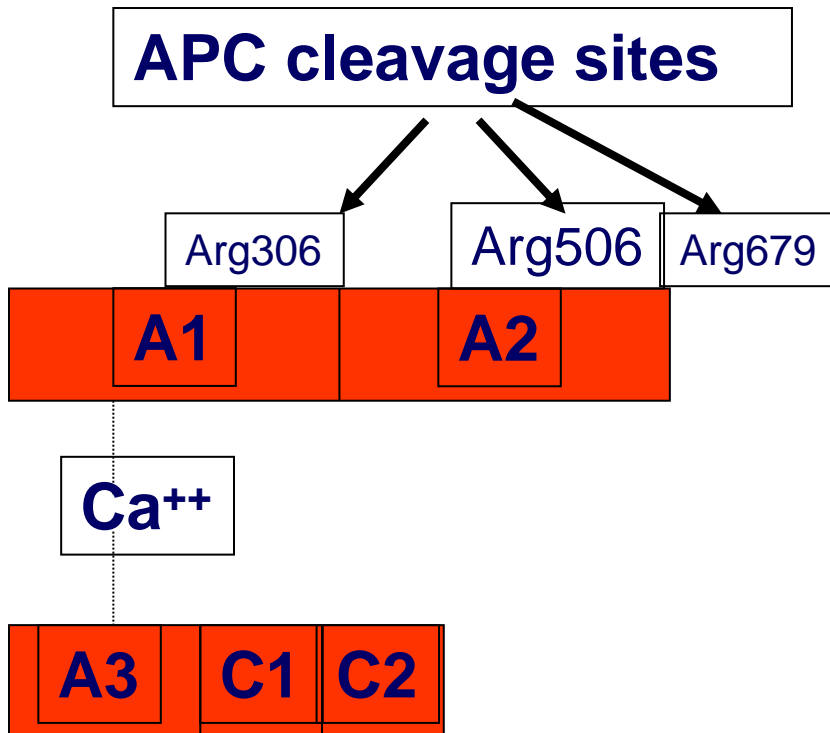 APC cleavage sites
Arg306 Arg506 Arg679
A1 A2
Ca⁺⁺
A3 C1 C2